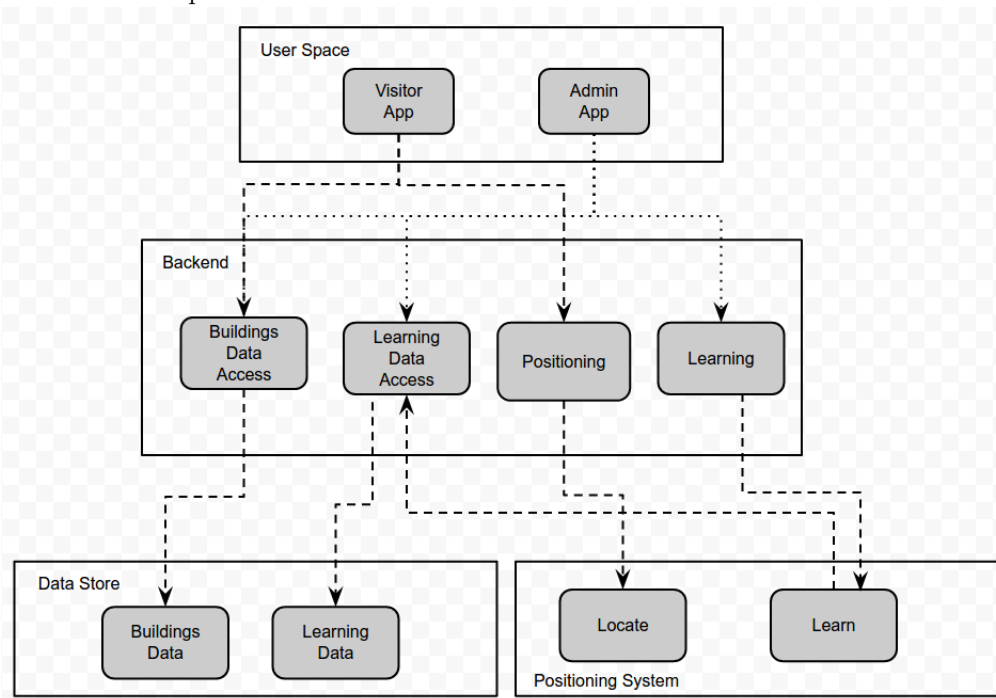 User Space
Visitor
App
Admin
App
Backend
Buildings
Data
Access
Learning
Data
Access
Positioning
Learning
Data Store
Buildings
Data
Learning
Data
Locate
Learn
Positioning System